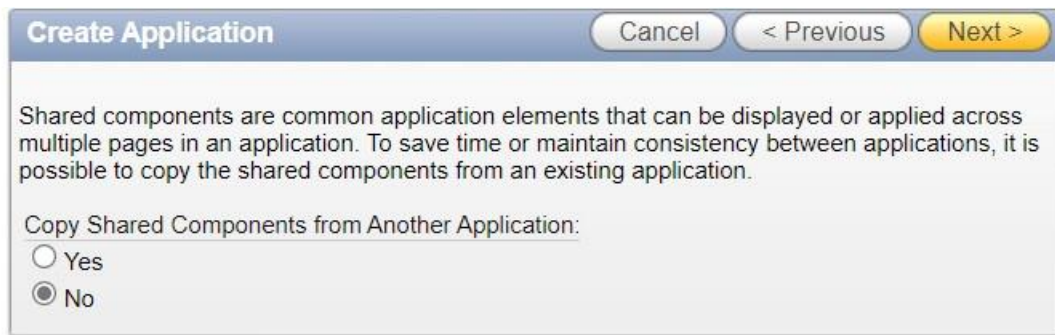 Create Application
Cancel
< Previous
Next >
Shared components are common application elements that can be displayed or applied across
multiple pages in an application. To save time or maintain consistency between applications, it is
possible to copy the shared components from an existing application.
Copy Shared Components from Another Application:
Yes
No